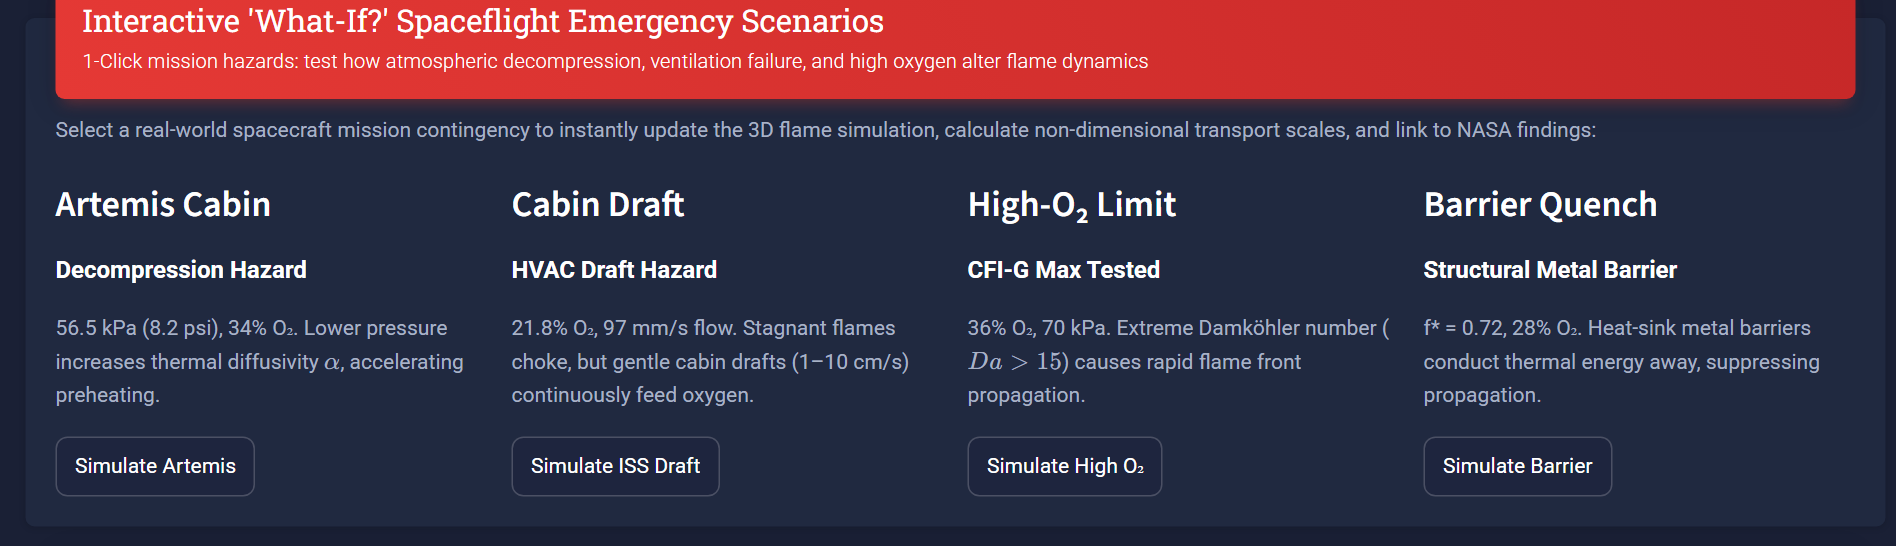 Interactive 'What-If?' Spaceflight Emergency Scenarios
1-Click mission hazards: test how atmospheric decompression, ventilation failure, and high oxygen alter flame dynamics
Select a real-world spacecraft mission contingency to instantly update the 3D flame simulation, calculate non-dimensional transport scales, and link to NASA findings:
Artemis Cabin
Decompression Hazard
56.5 kPa (8.2 psi), 34% O₂. Lower pressure
increases thermal diffusivity α, accelerating
preheating.
Simulate Artemis
Cabin Draft
HVAC Draft Hazard
21.8% O₂, 97 mm/s flow. Stagnant flames
choke, but gentle cabin drafts (1–10 cm/s)
continuously feed oxygen.
Simulate ISS Draft
High-O₂ Limit
CFI-G Max Tested
36% O₂, 70 kPa. Extreme Damköhler number (
Da > 15) causes rapid flame front
propagation.
Simulate High O₂
Barrier Quench
Structural Metal Barrier
f* = 0.72, 28% O₂. Heat-sink metal barriers
conduct thermal energy away, suppressing
propagation.
Simulate Barrier